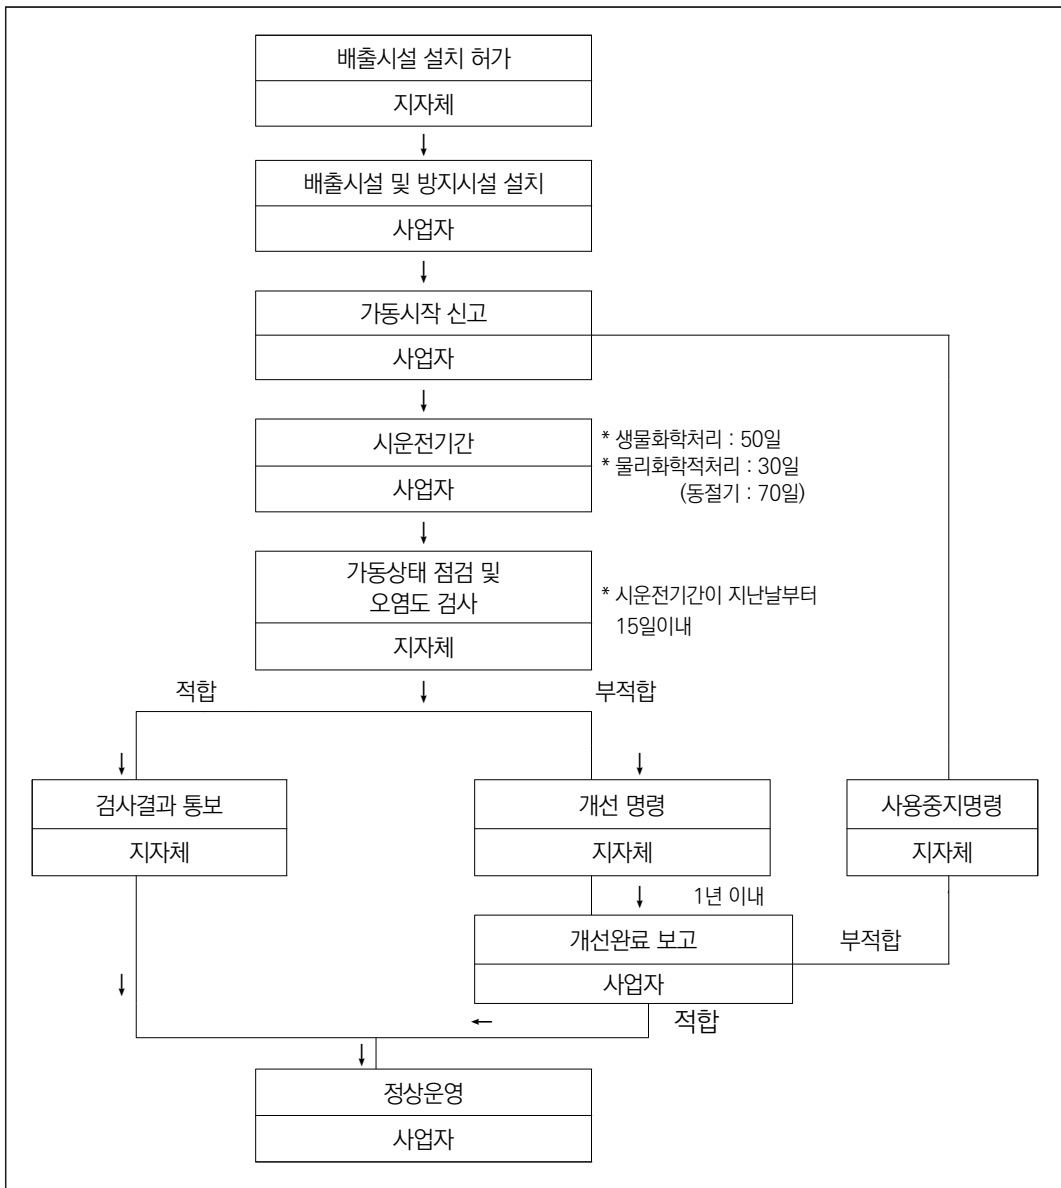 배출시설 설치 허가
지자체
배출시설 및 방지시설 설치
사업자
가동시작 신고
사업자
시운전기간
사업자
* 생물화학처리 : 50일
* 물리화학적처리 : 30일
(동절기 : 70일)
가동상태 점검 및
오염도 검사
지자체
* 시운전기간이 지난날부터
15일이내
적합
부적합
검사결과 통보
지자체
개선 명령
지자체
사용중지명령
지자체
1년 이내
개선완료 보고
사업자
부적합
적합
정상운영
사업자